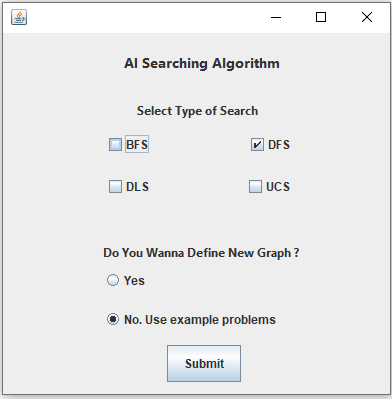 AI Searching Algorithm
Select Type of Search
BFS DFS
DLS UCS
Do You Wanna Define New Graph ?
Yes
No. Use example problems
Submit